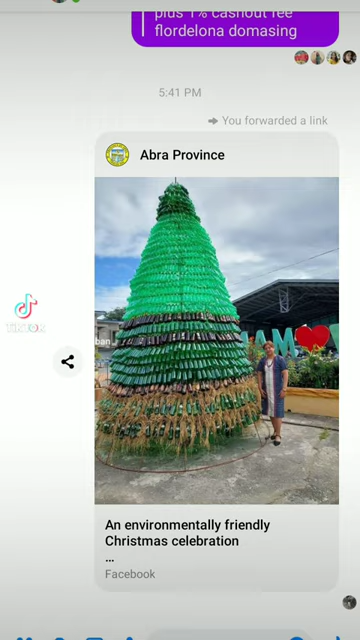 plus 1% cashout fee
flordelona domasing
5:41 PM
You forwarded a link
Abra Province
I AM
An environmentally friendly
Christmas celebration
...
Facebook